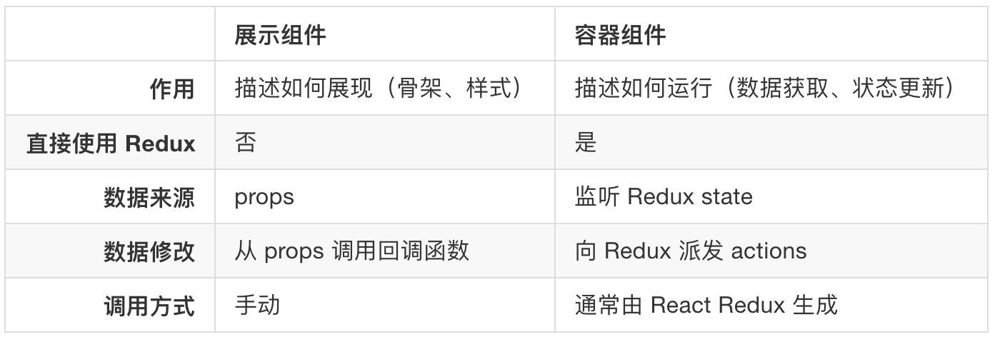 展示组件 容器组件
作用 描述如何展现（骨架、样式） 描述如何运行（数据获取、状态更新）
直接使用 Redux 否 是
数据来源 props 监听 Redux state
数据修改 从 props 调用回调函数 向 Redux 派发 actions
调用方式 手动 通常由 React Redux 生成